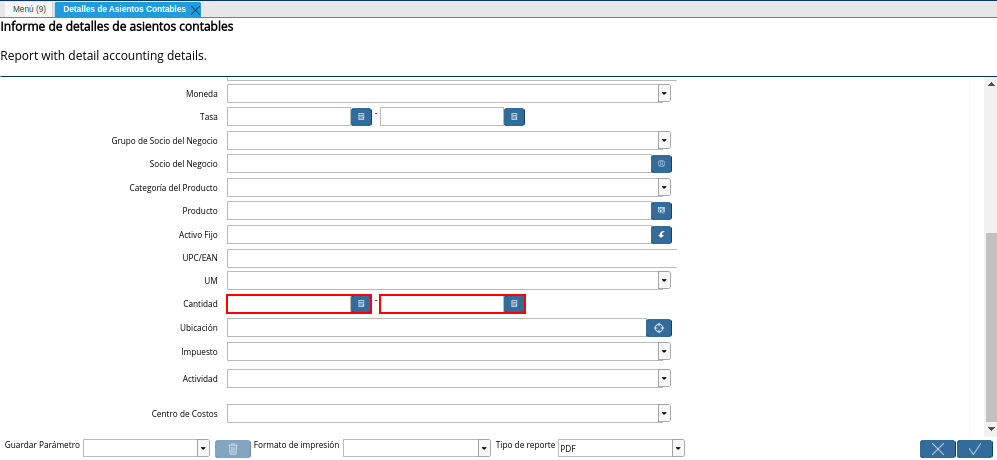 Menú (9) Detalles de Asientos Contables
Informe de detalles de asientos contables
Report with detail accounting details.
Moneda
Tasa -
Grupo de Socio del Negocio
Socio del Negocio
Categoría del Producto
Producto
Activo Fijo
UPC/EAN
UM
Cantidad -
Ubicación
Impuesto
Actividad
Centro de Costos
Guardar Parámetro Formato de impresión Tipo de reporte PDF